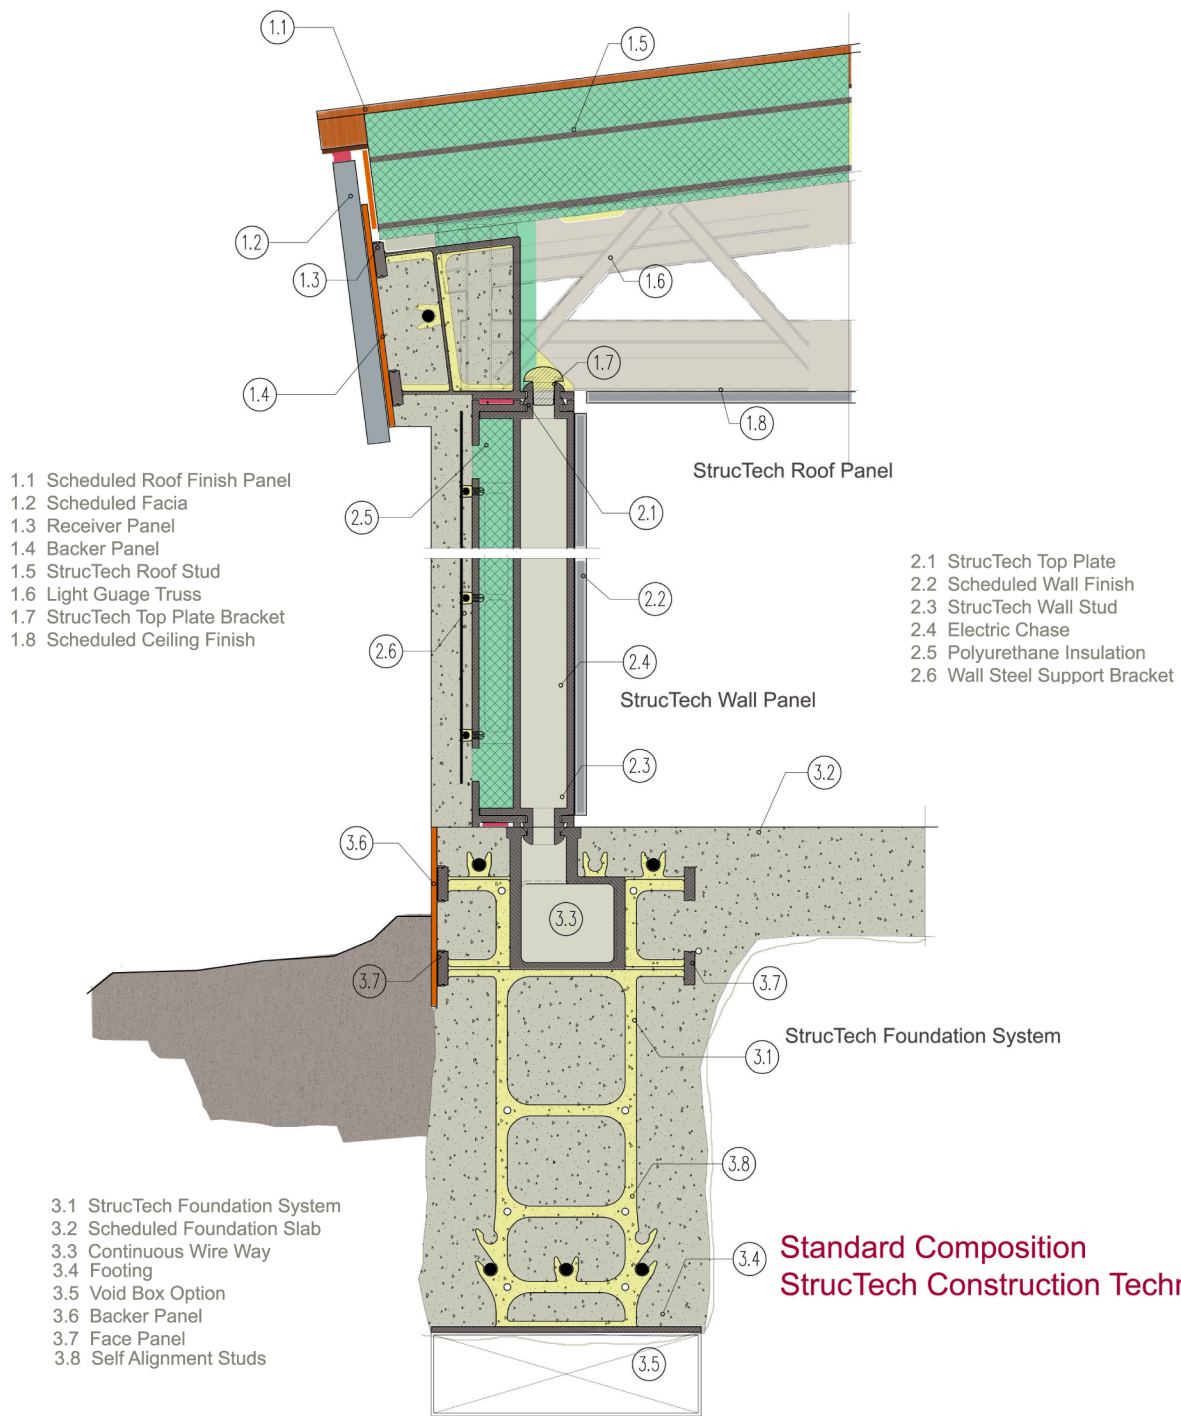 1.1
1.5
1.2
1.3
1.6
1.7
1.4
1.8
StrucTech Roof Panel
1.1 Scheduled Roof Finish Panel
1.2 Scheduled Facia
1.3 Receiver Panel
1.4 Backer Panel
1.5 StrucTech Roof Stud
1.6 Light Guage Truss
1.7 StrucTech Top Plate Bracket
1.8 Scheduled Ceiling Finish
2.5
2.1
2.2
2.6
2.4
2.1 StrucTech Top Plate
2.2 Scheduled Wall Finish
2.3 StrucTech Wall Stud
2.4 Electric Chase
2.5 Polyurethane Insulation
2.6 Wall Steel Support Bracket
StrucTech Wall Panel
2.3
3.2
3.6
3.3
3.7
3.7
StrucTech Foundation System
3.1
3.8
3.1 StrucTech Foundation System
3.2 Scheduled Foundation Slab
3.3 Continuous Wire Way
3.4 Footing
3.5 Void Box Option
3.6 Backer Panel
3.7 Face Panel
3.8 Self Alignment Studs
3.4
3.5
Standard Composition
StrucTech Construction Techn